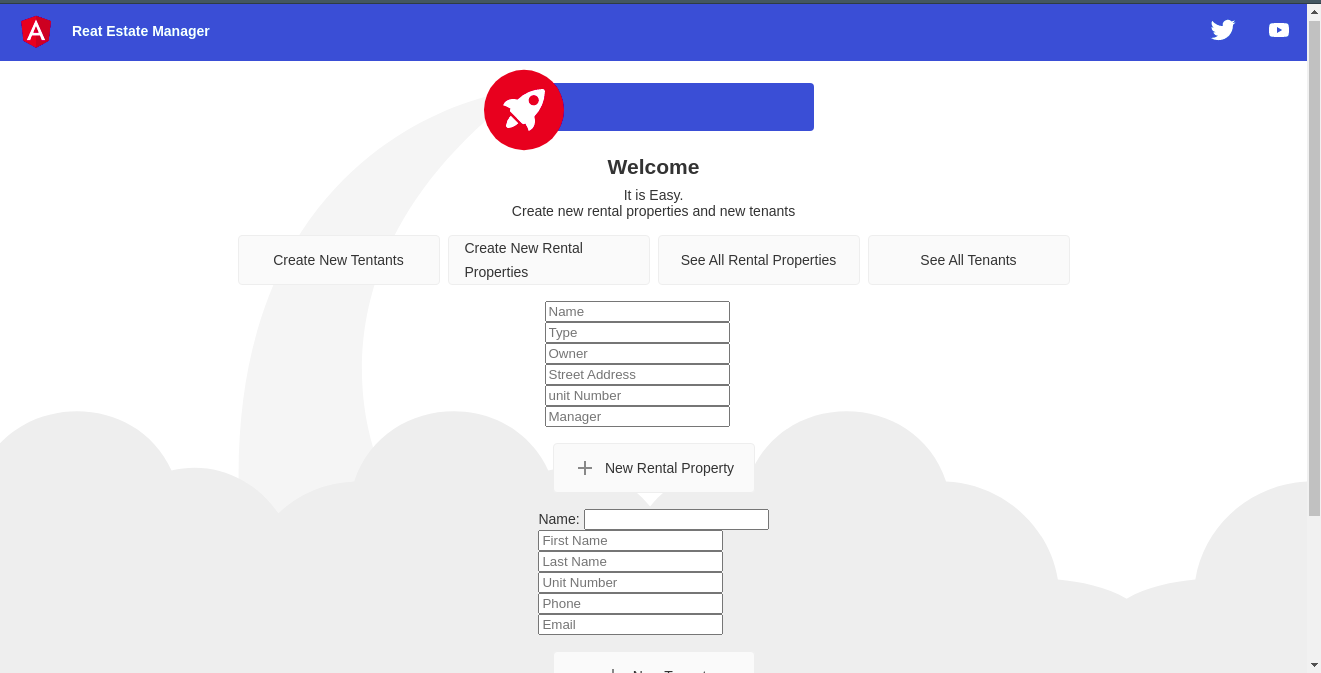 Reat Estate Manager
Welcome
It is Easy.
Create new rental properties and new tenants
Create New Tentants
Create New Rental
Properties
See All Rental Properties
See All Tenants
Name
Type
Owner
Street Address
unit Number
Manager
New Rental Property
Name:
First Name
Last Name
Unit Number
Phone
Email